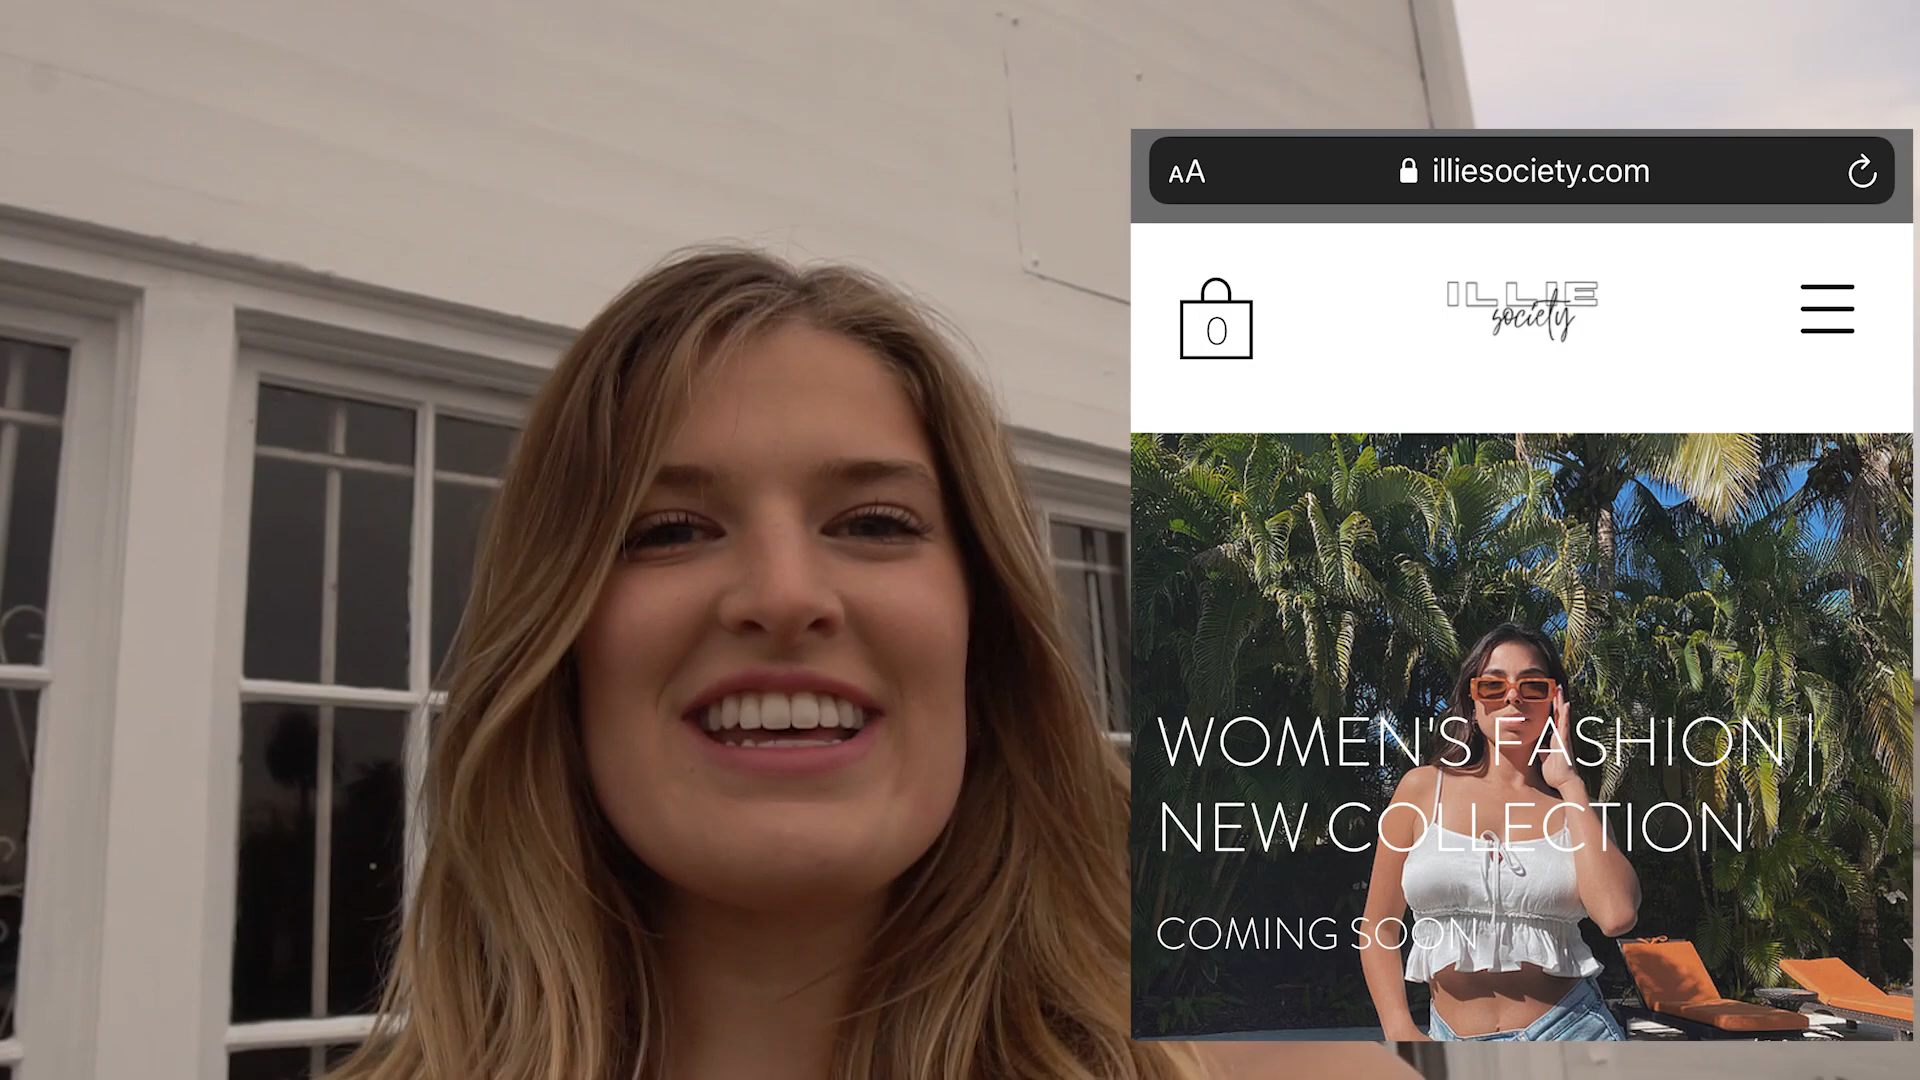 AA
illiesociety.com
0
ILLIE
society
WOMEN'S FASHION |
NEW COLLECTION
COMING SOON